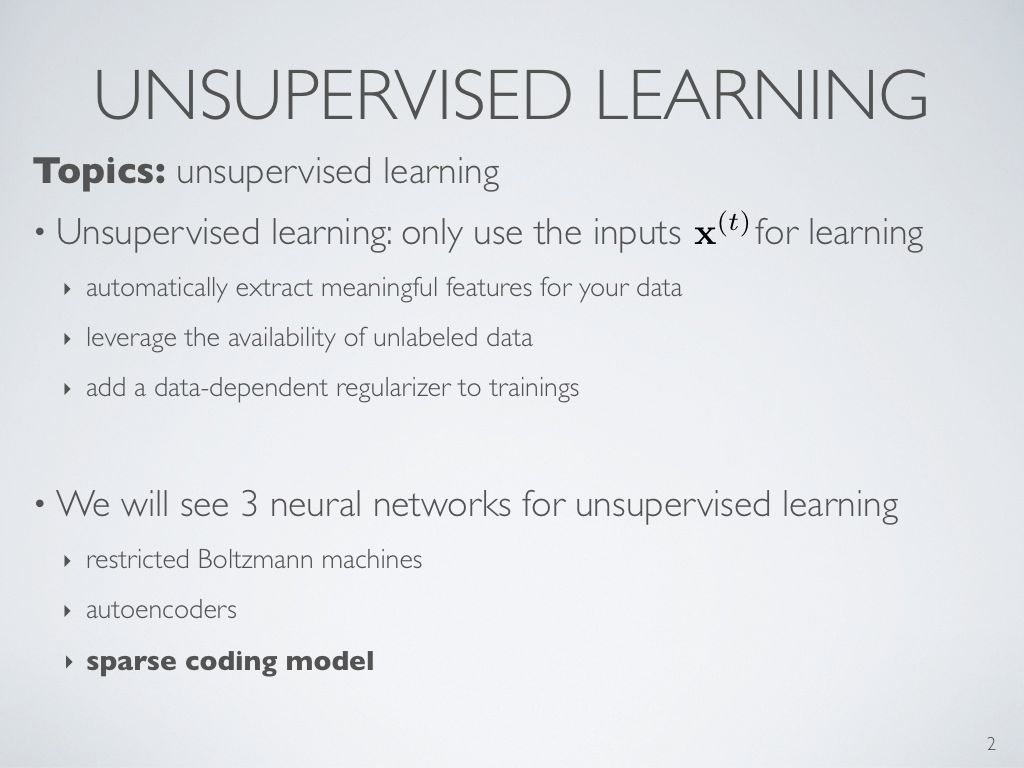 UNSUPERVISED LEARNING
Topics: unsupervised learning
• Unsupervised learning: only use the inputs x^(t) for learning
‣ automatically extract meaningful features for your data
‣ leverage the availability of unlabeled data
‣ add a data-dependent regularizer to trainings
• We will see 3 neural networks for unsupervised learning
‣ restricted Boltzmann machines
‣ autoencoders
‣ sparse coding model
2